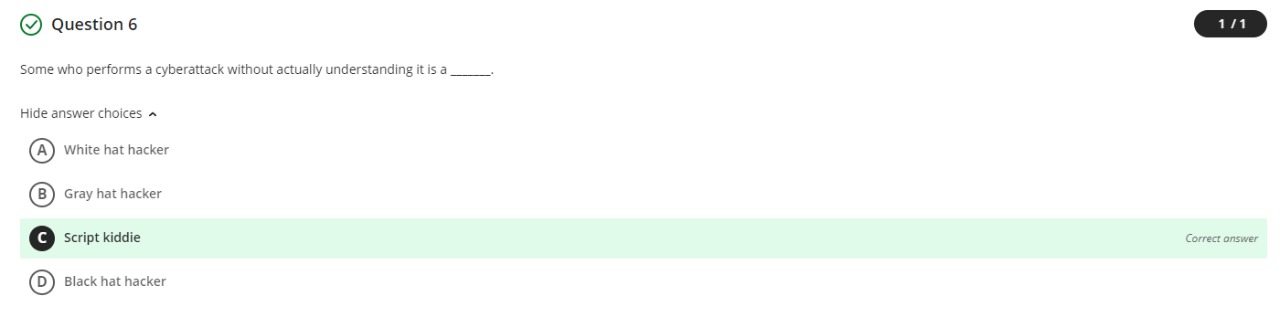 Question 6
1 / 1
Some who performs a cyberattack without actually understanding it is a _______.
Hide answer choices
A White hat hacker
B Gray hat hacker
C Script kiddie
Correct answer
D Black hat hacker